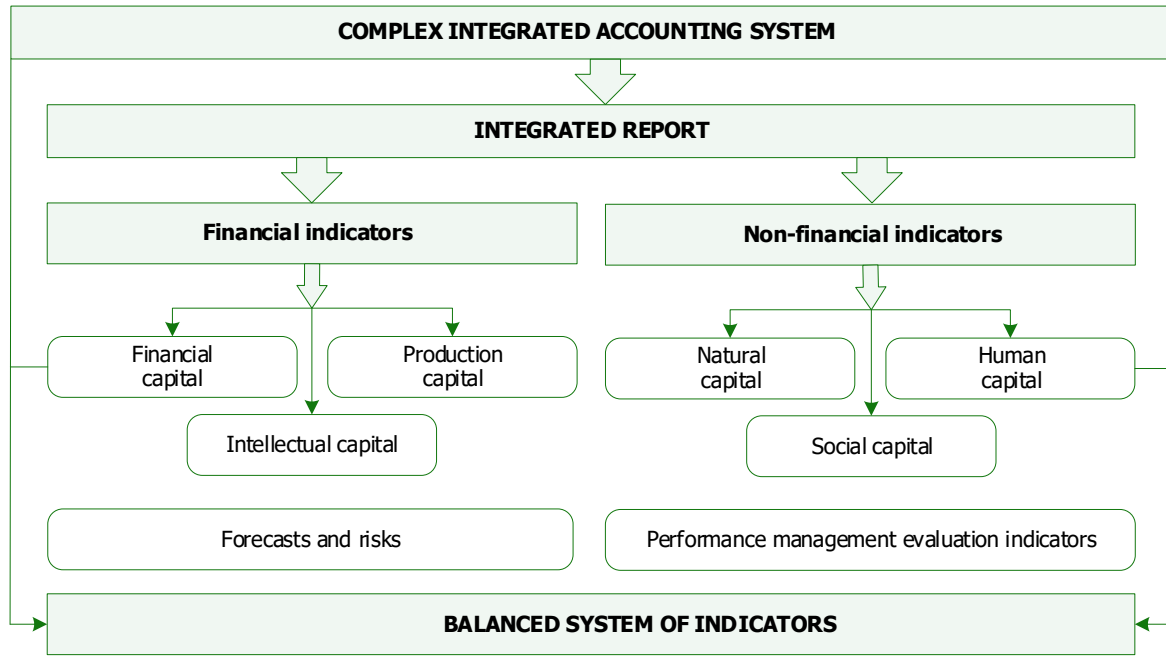 COMPLEX INTEGRATED ACCOUNTING SYSTEM
INTEGRATED REPORT
Financial indicators
Non-financial indicators
Financial
capital
Production
capital
Natural
capital
Human
capital
Intellectual capital
Social capital
Forecasts and risks
Performance management evaluation indicators
BALANCED SYSTEM OF INDICATORS